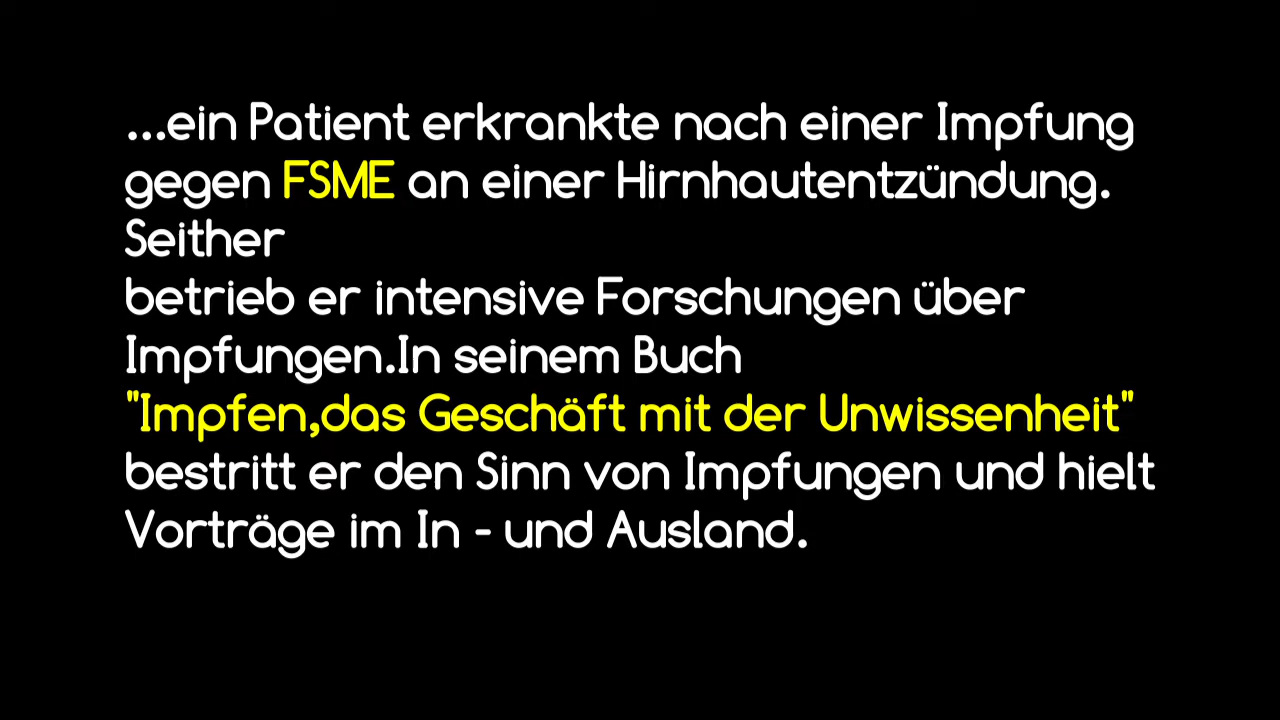 ...ein Patient erkrankte nach einer Impfung
gegen FSME an einer Hirnhautentzündung.
Seither
betrieb er intensive Forschungen über
Impfungen.In seinem Buch
"Impfen,das Geschäft mit der Unwissenheit"
bestritt er den Sinn von Impfungen und hielt
Vorträge im In - und Ausland.